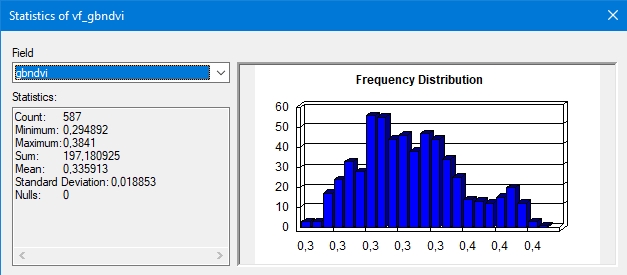 Statistics of vf_gbndvi
Field
gbndvi
Statistics:
Count: 587
Minimum: 0,294892
Maximum: 0,3841
Sum: 197,180925
Mean: 0,335913
Standard Deviation: 0,018853
Nulls: 0
Frequency Distribution
60
50
40
30
20
10
0
0,3 0,3 0,3 0,3 0,3 0,4 0,4 0,4